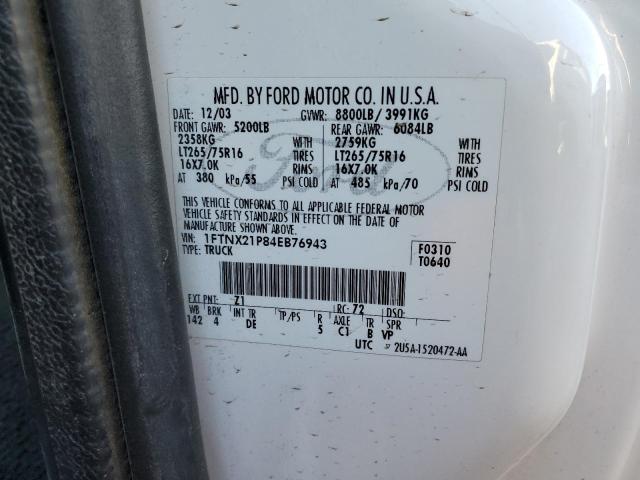 MFD. BY FORD MOTOR CO. IN U.S.A.
DATE: 12/03 GVWR: 8800LB/ 3991KG
FRONT GAWR: 5200LB REAR GAWR: 6084LB
2358KG WITH 2759KG WITH
LT265/75R16 TIRES LT265/75R16 TIRES
16X7.0K RIMS 16X7.0K RIMS
AT 380 kPa/55 PSI COLD AT 485 kPa/70 PSI COLD
Ford
THIS VEHICLE CONFORMS TO ALL APPLICABLE FEDERAL MOTOR
VEHICLE SAFETY STANDARDS IN EFFECT ON THE DATE OF
MANUFACTURE SHOWN ABOVE.
VIN: 1FTNX21P84EB76943
TYPE: TRUCK
F0310
T0640
EXT PNT: Z1 RC: 72 DSO:
WB BRK INT TR TP/PS R AXLE TR SPR
142 4 DE 5 C1 B VP
UTC 2U5A-1520472-AA